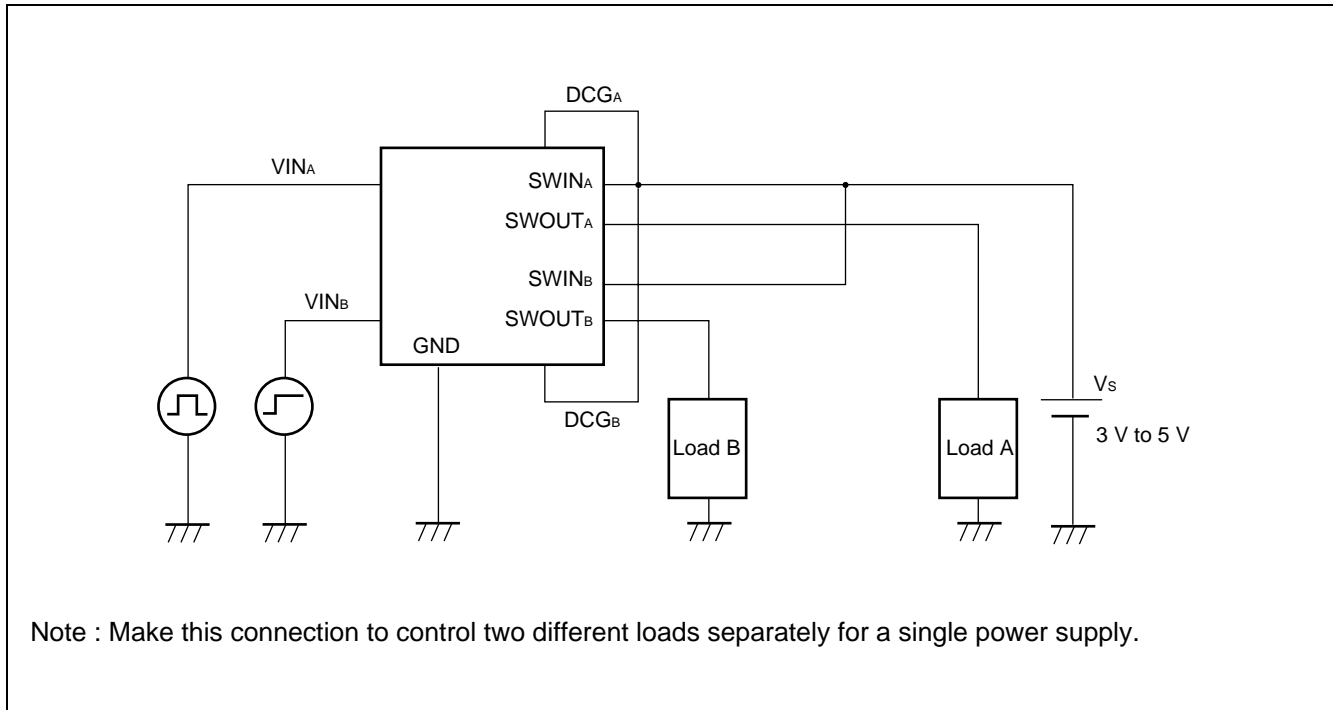 DCGA
VINA
SWINA
SWOUTA
SWINB
VINB
SWOUTB
GND
DCGB
VS
3 V to 5 V
Load B
Load A
Note : Make this connection to control two different loads separately for a single power supply.